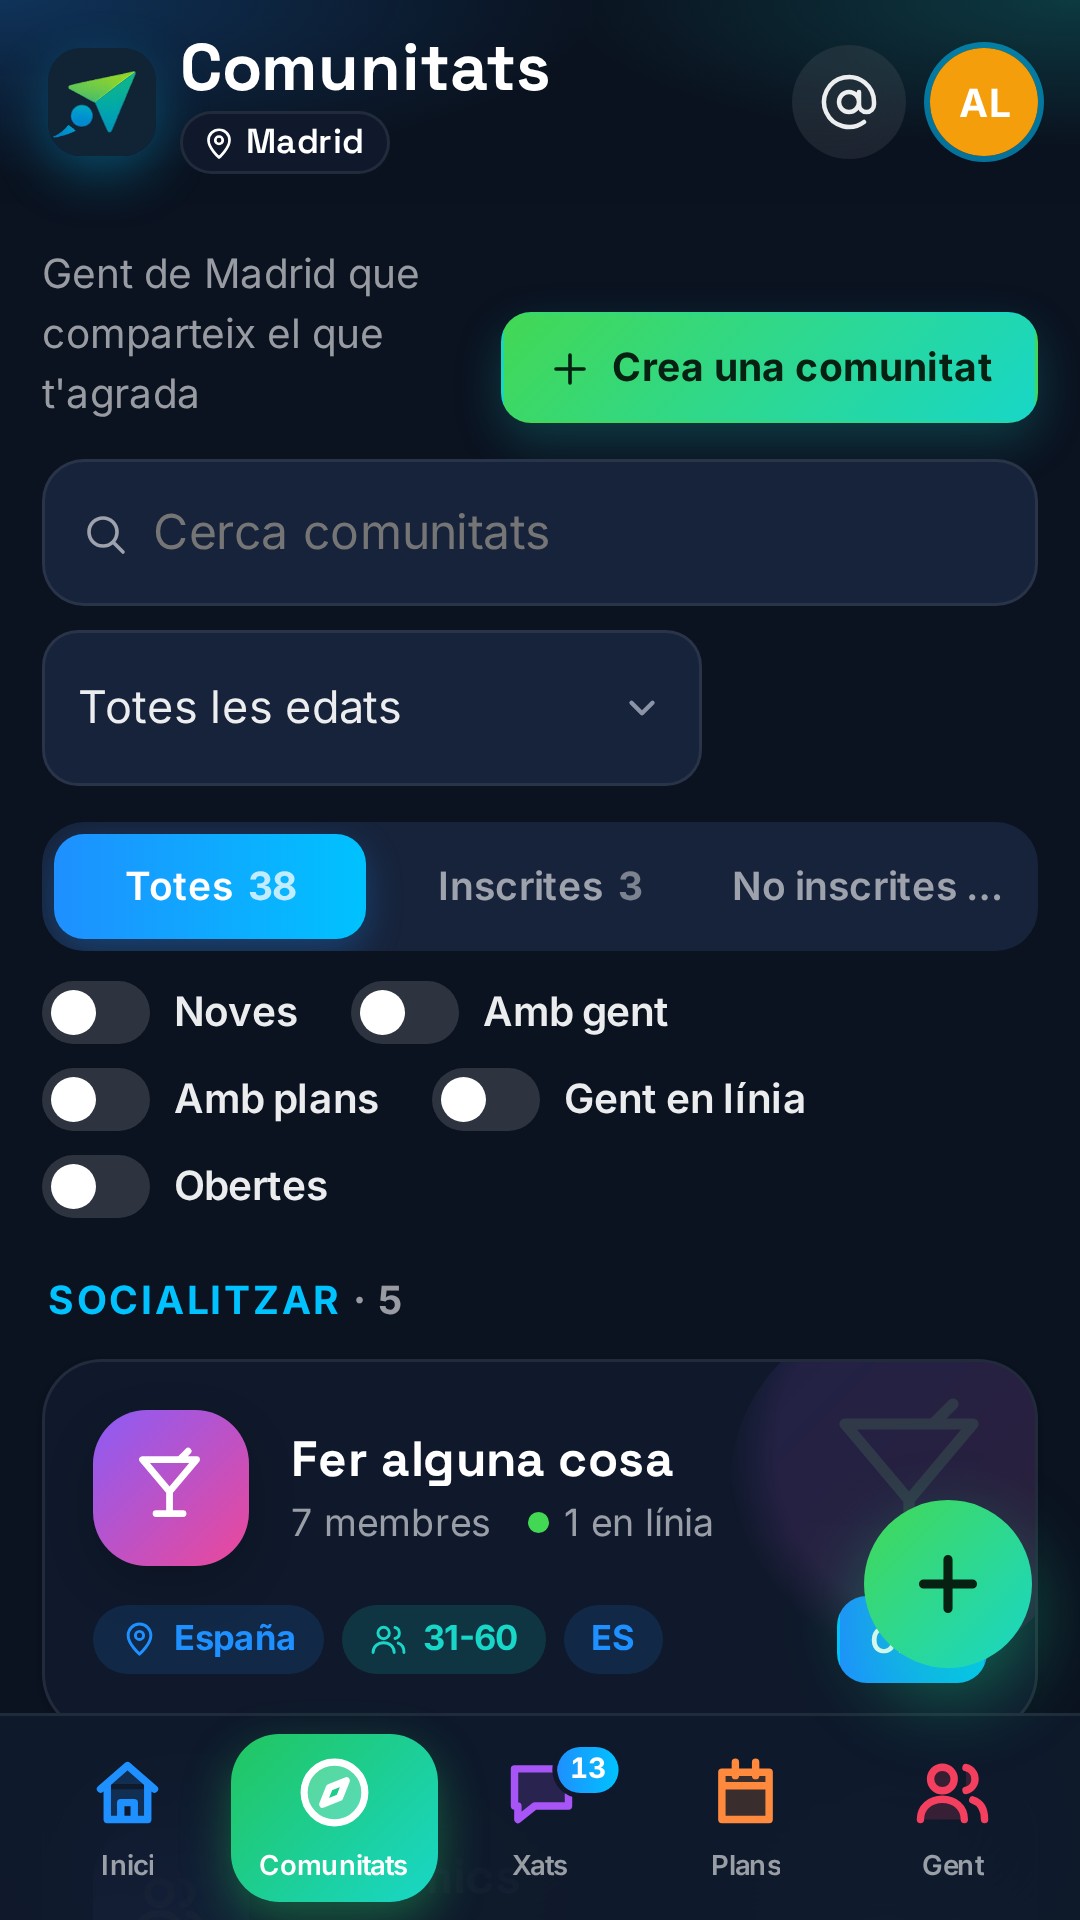 Comunitats
Madrid
AL
Gent de Madrid que
comparteix el que
t'agrada
+ Crea una comunitat
Cerca comunitats
Totes les edats
Totes 38
Inscrites 3
No inscrites ...
Noves
Amb gent
Amb plans
Gent en línia
Obertes
SOCIALITZAR · 5
Fer alguna cosa
7 membres
1 en línia
España
31-60
ES
13
Inici
Comunitats
Xats
Plans
Gent